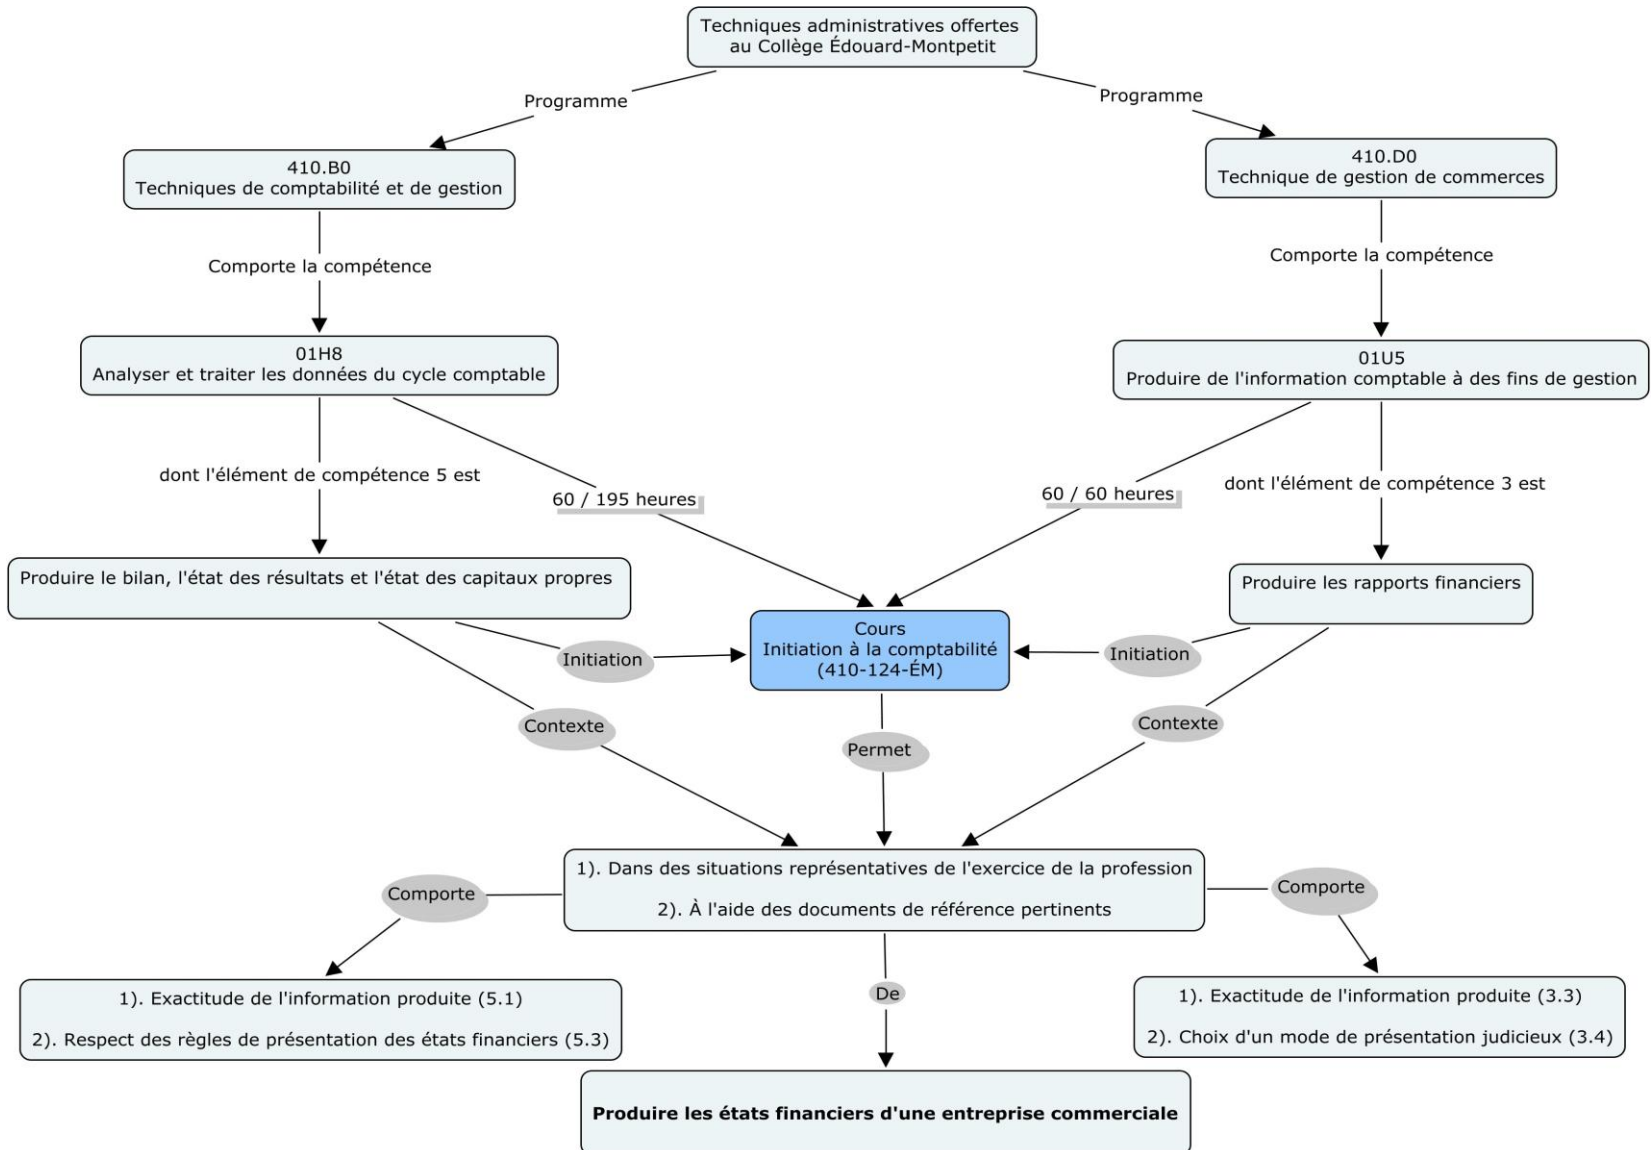 Techniques administratives offertes
au Collège Édouard-Montpetit
Programme
Programme
410.B0
Techniques de comptabilité et de gestion
410.D0
Technique de gestion de commerces
Comporte la compétence
Comporte la compétence
01H8
Analyser et traiter les données du cycle comptable
01U5
Produire de l'information comptable à des fins de gestion
dont l'élément de compétence 5 est
60 / 195 heures
60 / 60 heures
dont l'élément de compétence 3 est
Produire le bilan, l'état des résultats et l'état des capitaux propres
Produire les rapports financiers
Cours
Initiation à la comptabilité
(410-124-ÉM)
Initiation
Initiation
Contexte
Permet
Contexte
1). Dans des situations représentatives de l'exercice de la profession
2). À l'aide des documents de référence pertinents
Comporte
Comporte
1). Exactitude de l'information produite (5.1)
2). Respect des règles de présentation des états financiers (5.3)
De
1). Exactitude de l'information produite (3.3)
2). Choix d'un mode de présentation judicieux (3.4)
Produire les états financiers d'une entreprise commerciale